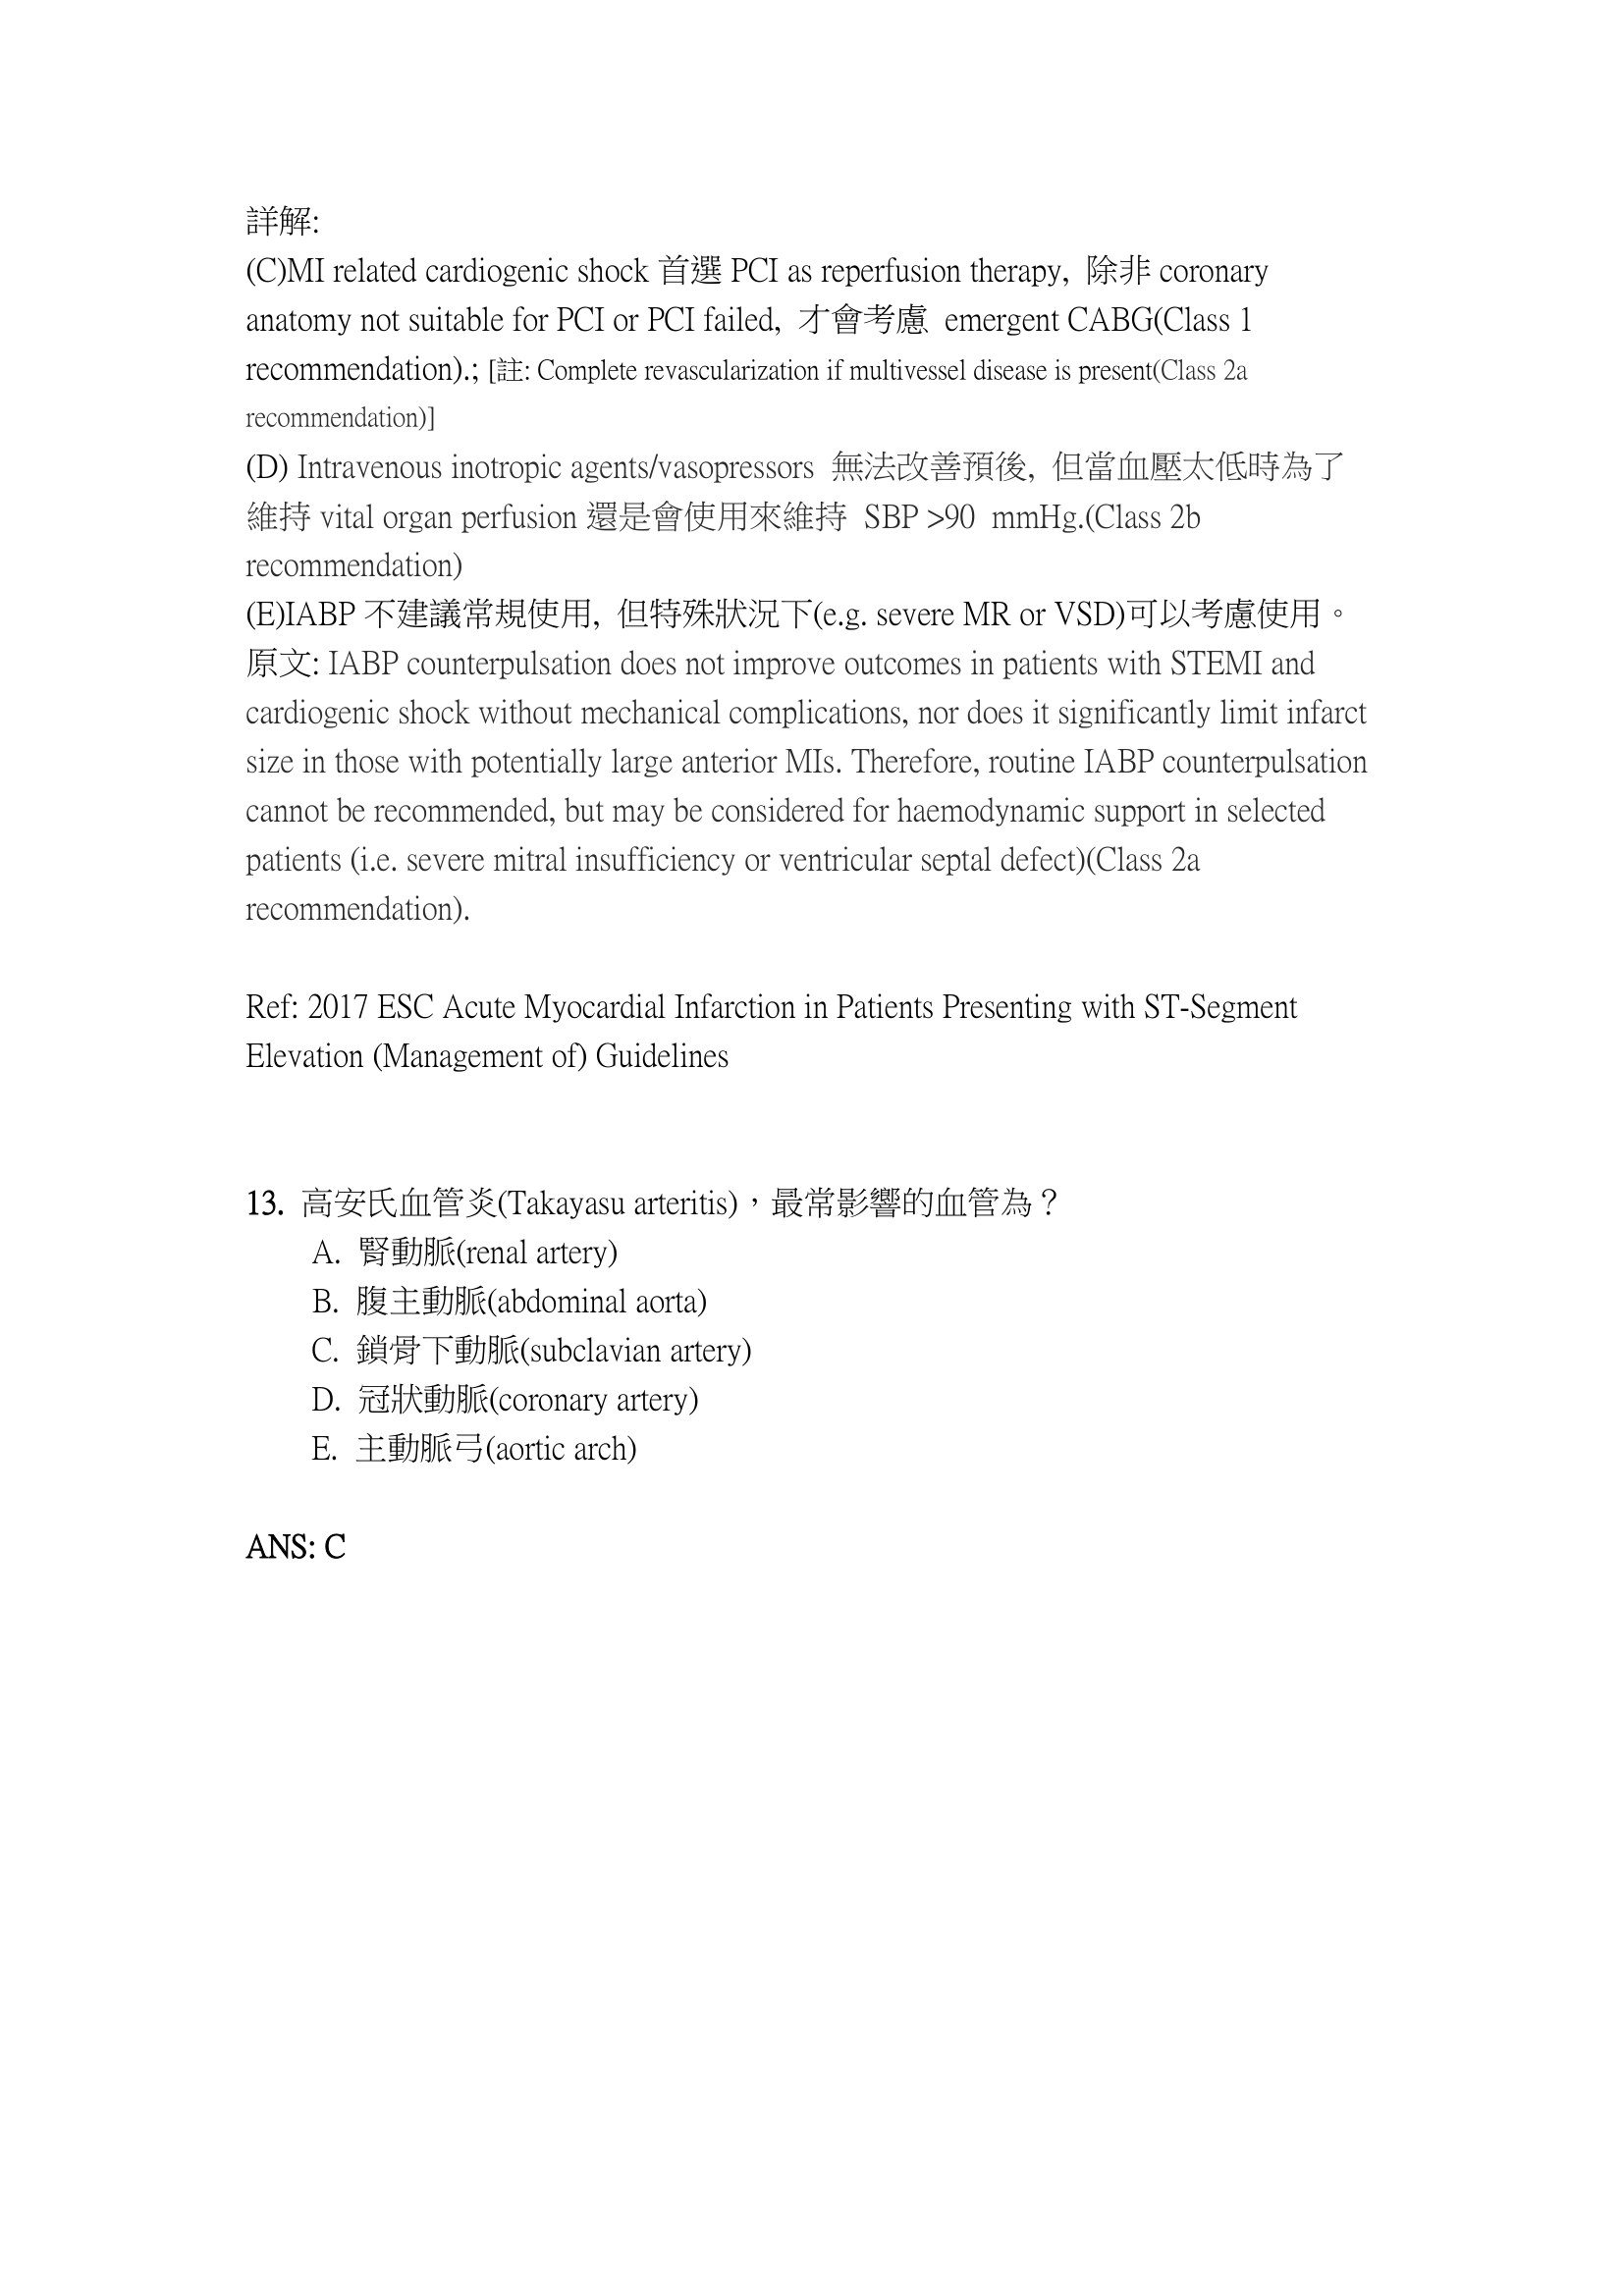 詳解:
(C)MI related cardiogenic shock 首選 PCI as reperfusion therapy, 除非 coronary
anatomy not suitable for PCI or PCI failed, 才會考慮 emergent CABG(Class 1
recommendation).; [註: Complete revascularization if multivessel disease is present(Class 2a
recommendation)]
(D) Intravenous inotropic agents/vasopressors 無法改善預後, 但當血壓太低時為了
維持 vital organ perfusion 還是會使用來維持 SBP >90 mmHg.(Class 2b
recommendation)
(E)IABP 不建議常規使用, 但特殊狀況下(e.g. severe MR or VSD)可以考慮使用。
原文: IABP counterpulsation does not improve outcomes in patients with STEMI and
cardiogenic shock without mechanical complications, nor does it significantly limit infarct
size in those with potentially large anterior MIs. Therefore, routine IABP counterpulsation
cannot be recommended, but may be considered for haemodynamic support in selected
patients (i.e. severe mitral insufficiency or ventricular septal defect)(Class 2a
recommendation).
Ref: 2017 ESC Acute Myocardial Infarction in Patients Presenting with ST-Segment
Elevation (Management of) Guidelines
13. 高安氏血管炎(Takayasu arteritis)，最常影響的血管為？
A. 腎動脈(renal artery)
B. 腹主動脈(abdominal aorta)
C. 鎖骨下動脈(subclavian artery)
D. 冠狀動脈(coronary artery)
E. 主動脈弓(aortic arch)
ANS: C